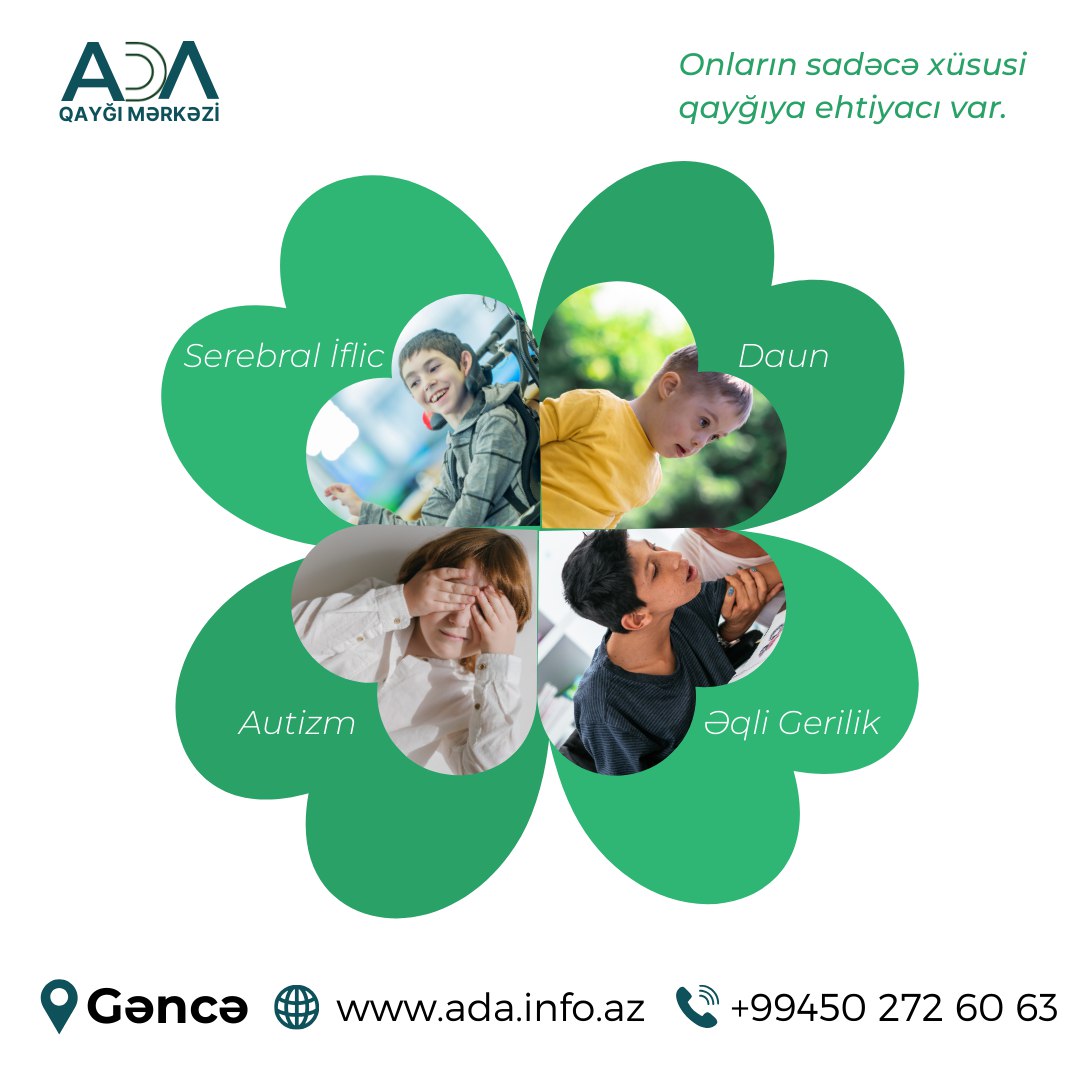 ADA
QAYĞI MƏRKƏZİ
Onların sadəcə xüsusi
qayğıya ehtiyacı var.
Serebral İflic
Daun
Autizm
Əqli Gerilik
Gəncə
www.ada.info.az
+99450 272 60 63